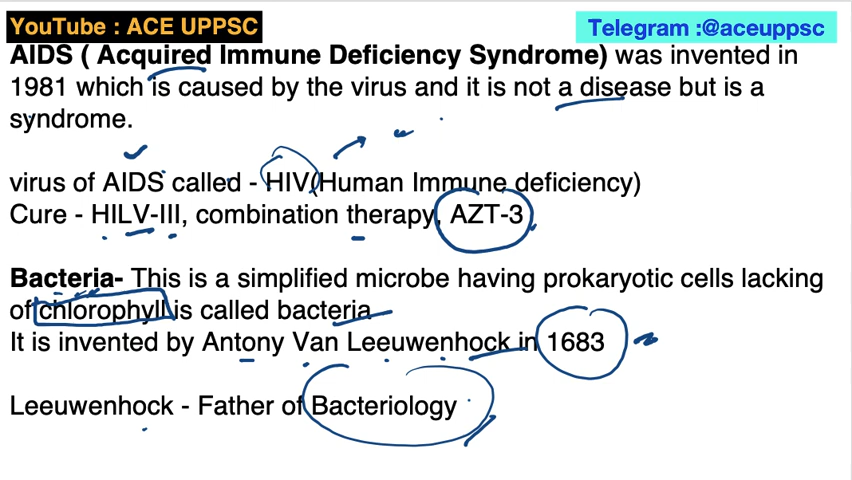 YouTube : ACE UPPSC
Telegram :@aceuppsc
AIDS ( Acquired Immune Deficiency Syndrome) was invented in
1981 which is caused by the virus and it is not a disease but is a
syndrome.
virus of AIDS called - HIV(Human Immune deficiency)
Cure - HILV-III, combination therapy, AZT-3
Bacteria- This is a simplified microbe having prokaryotic cells lacking
of chlorophyll is called bacteria
It is invented by Antony Van Leeuwenhock in 1683
Leeuwenhock - Father of Bacteriology